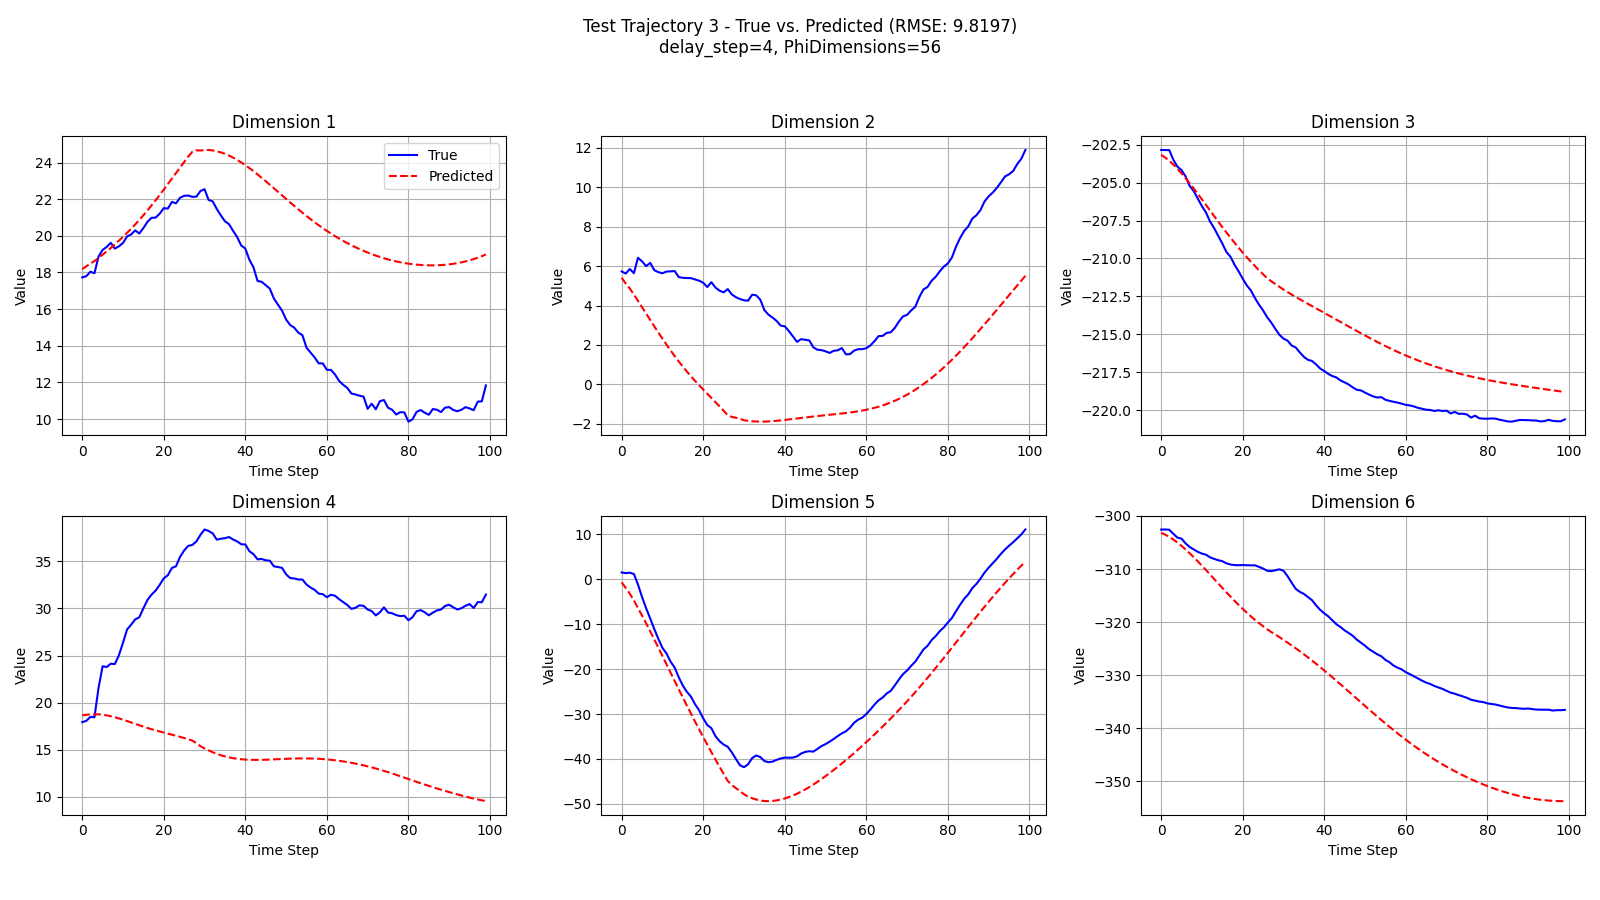 Test Trajectory 3 - True vs. Predicted (RMSE: 9.8197)
delay_step=4, PhiDimensions=56
Dimension 1
True
Predicted
Value
24
22
20
18
16
14
12
10
0 20 40 60 80 100
Time Step
Dimension 2
Value
12
10
8
6
4
2
0
−2
0 20 40 60 80 100
Time Step
Dimension 3
Value
−202.5
−205.0
−207.5
−210.0
−212.5
−215.0
−217.5
−220.0
0 20 40 60 80 100
Time Step
Dimension 4
Value
35
30
25
20
15
10
0 20 40 60 80 100
Time Step
Dimension 5
Value
10
0
−10
−20
−30
−40
−50
0 20 40 60 80 100
Time Step
Dimension 6
Value
−300
−310
−320
−330
−340
−350
0 20 40 60 80 100
Time Step